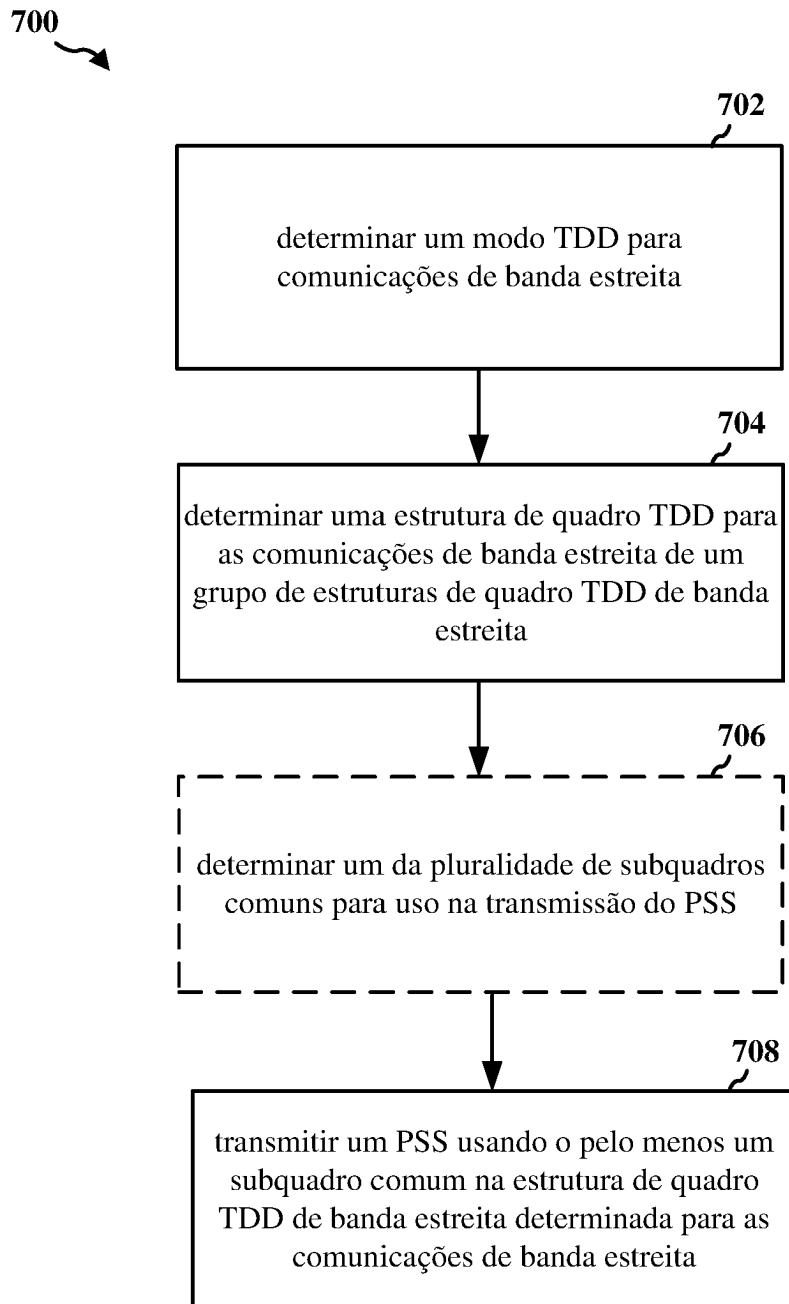 700
702
determinar um modo TDD para
comunicações de banda estreita
704
determinar uma estrutura de quadro TDD para
as comunicações de banda estreita de um
grupo de estruturas de quadro TDD de banda
estreita
706
determinar um da pluralidade de subquadros
comuns para uso na transmissão do PSS
708
transmitir um PSS usando o pelo menos um
subquadro comum na estrutura de quadro
TDD de banda estreita determinada para as
comunicações de banda estreita